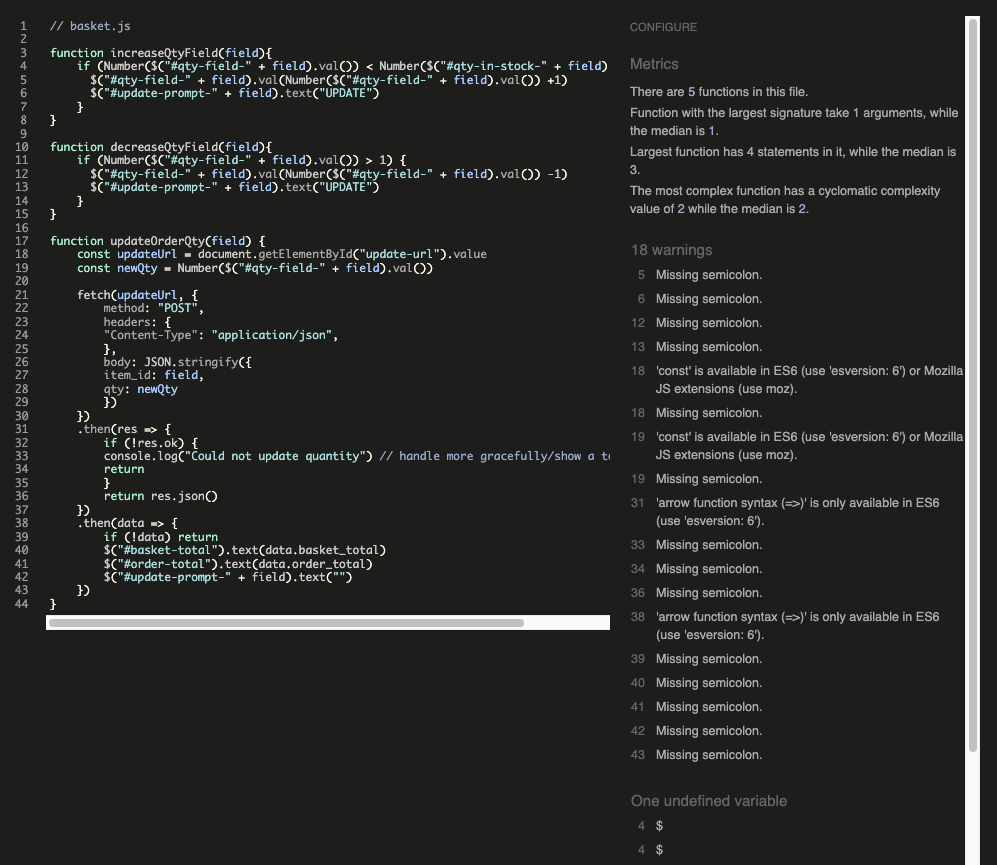 1 // basket.js
2
3 function increaseQtyField(field){
4 if (Number($("#qty-field-" + field).val()) < Number($("#qty-in-stock-" + field)
5 $("#qty-field-" + field).val(Number($("#qty-field-" + field).val()) +1)
6 $("#update-prompt-" + field).text("UPDATE")
7 }
8 }
9
10 function decreaseQtyField(field){
11 if (Number($("#qty-field-" + field).val()) > 1) {
12 $("#qty-field-" + field).val(Number($("#qty-field-" + field).val()) -1)
13 $("#update-prompt-" + field).text("UPDATE")
14 }
15 }
16
17 function updateOrderQty(field) {
18 const updateUrl = document.getElementById("update-url").value
19 const newQty = Number($("#qty-field-" + field).val())
20
21 fetch(updateUrl, {
22 method: "POST",
23 headers: {
24 "Content-Type": "application/json",
25 },
26 body: JSON.stringify({
27 item_id: field,
28 qty: newQty
29 })
30 })
31 .then(res => {
32 if (!res.ok) {
33 console.log("Could not update quantity") // handle more gracefully/show a
34 return
35 }
36 return res.json()
37 })
38 .then(data => {
39 if (!data) return
40 $("#basket-total").text(data.basket_total)
41 $("#order-total").text(data.order_total)
42 $("#update-prompt-" + field).text("")
43 })
44 }
CONFIGURE
Metrics
There are 5 functions in this file.
Function with the largest signature take 1 arguments, while
the median is 1.
Largest function has 4 statements in it, while the median is
3.
The most complex function has a cyclomatic complexity
value of 2 while the median is 2.
18 warnings
5 Missing semicolon.
6 Missing semicolon.
12 Missing semicolon.
13 Missing semicolon.
18 'const' is available in ES6 (use 'esversion: 6') or Mozilla
JS extensions (use moz).
18 Missing semicolon.
19 'const' is available in ES6 (use 'esversion: 6') or Mozilla
JS extensions (use moz).
19 Missing semicolon.
31 'arrow function syntax (=>)' is only available in ES6
(use 'esversion: 6').
33 Missing semicolon.
34 Missing semicolon.
36 Missing semicolon.
38 'arrow function syntax (=>)' is only available in ES6
(use 'esversion: 6').
39 Missing semicolon.
40 Missing semicolon.
41 Missing semicolon.
42 Missing semicolon.
43 Missing semicolon.
One undefined variable
4 $
4 $